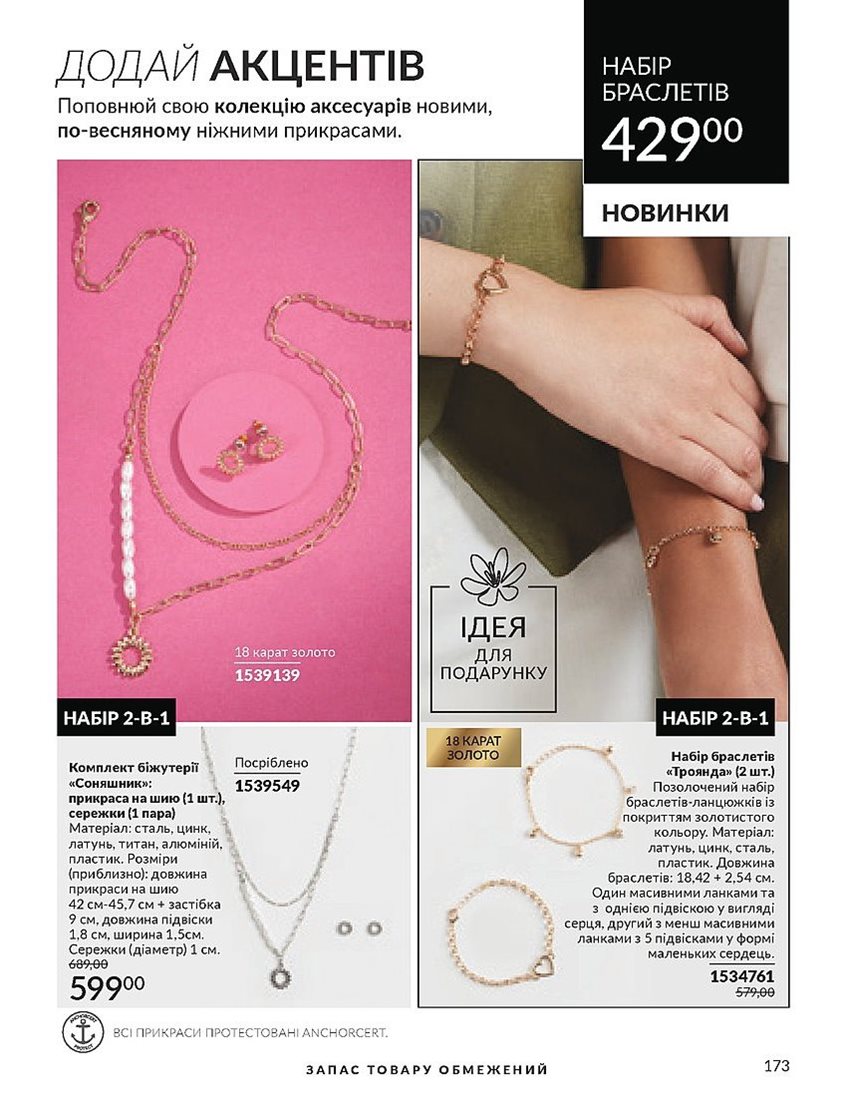 ДОДАЙ АКЦЕНТІВ
Поповнюй свою колекцію аксесуарів новими,
по-весняному ніжними прикрасами.
НАБІР
БРАСЛЕТІВ
429⁰⁰
НОВИНКИ
18 карат золото
1539139
ІДЕЯ
ДЛЯ
ПОДАРУНКУ
НАБІР 2-В-1
Комплект біжутерії
«Соняшник»:
прикраса на шию (1 шт.),
сережки (1 пара)
Матеріал: сталь, цинк,
латунь, титан, алюміній,
пластик. Розміри
(приблизно): довжина
прикраси на шию
42 см-45,7 см + застібка
9 см, довжина підвіски
1,8 см, ширина 1,5см.
Сережки (діаметр) 1 см.
689,00
599⁰⁰
Посріблено
1539549
НАБІР 2-В-1
18 КАРАТ
ЗОЛОТО
Набір браслетів
«Троянда» (2 шт.)
Позолочений набір
браслетів-ланцюжків із
покриттям золотистого
кольору. Матеріал:
латунь, цинк, сталь,
пластик. Довжина
браслетів: 18,42 + 2,54 см.
Один масивними ланками та
з однією підвіскою у вигляді
серця, другий з менш масивними
ланками з 5 підвісками у формі
маленьких сердець.
1534761
579,00
ANCHORCERT
PROTECT
ВСІ ПРИКРАСИ ПРОТЕСТОВАНІ ANCHORCERT.
ЗАПАС ТОВАРУ ОБМЕЖЕНИЙ
173